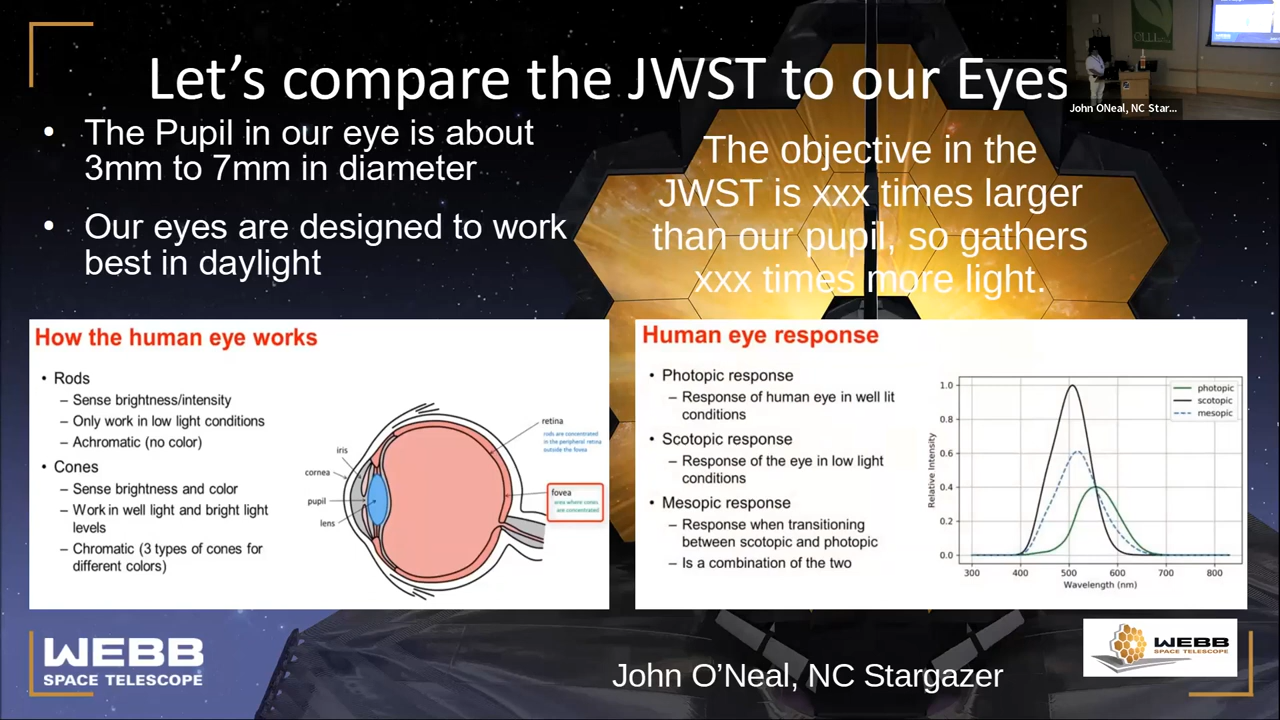 Let's compare the JWST to our Eyes
John ONeal, NC Star...
• The Pupil in our eye is about
3mm to 7mm in diameter
• Our eyes are designed to work
best in daylight
The objective in the
JWST is xxx times larger
than our pupil, so gathers
xxx times more light.
How the human eye works
• Rods
– Sense brightness/intensity
– Only work in low light conditions
– Achromatic (no color)
• Cones
– Sense brightness and color
– Work in well light and bright light
levels
– Chromatic (3 types of cones for
different colors)
iris
cornea
pupil
lens
retina
rods are concentrated
in the peripheral retina
outside the fovea
fovea
area where cones
are concentrated
Human eye response
• Photopic response
– Response of human eye in well lit
conditions
• Scotopic response
– Response of the eye in low light
conditions
• Mesopic response
– Response when transitioning
between scotopic and photopic
– Is a combination of the two
photopic
scotopic
mesopic
Relative Intensity
1.0
0.8
0.6
0.4
0.2
0.0
300 400 500 600 700 800
Wavelength (nm)
WEBB
SPACE TELESCOPE
John O'Neal, NC Stargazer
WEBB
SPACE TELESCOPE